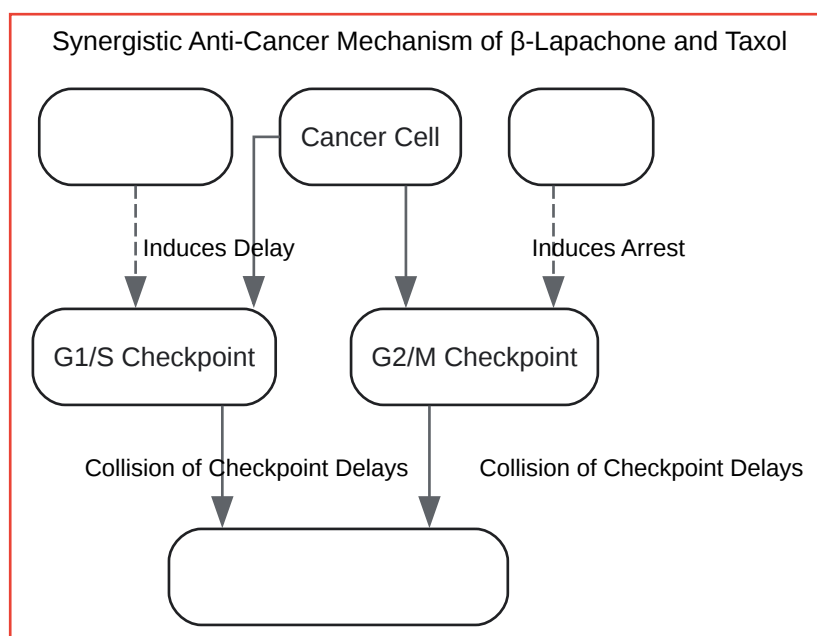 Synergistic Anti-Cancer Mechanism of β-Lapachone and Taxol
Cancer Cell
Induces Delay
Induces Arrest
G1/S Checkpoint
G2/M Checkpoint
Collision of Checkpoint Delays
Collision of Checkpoint Delays